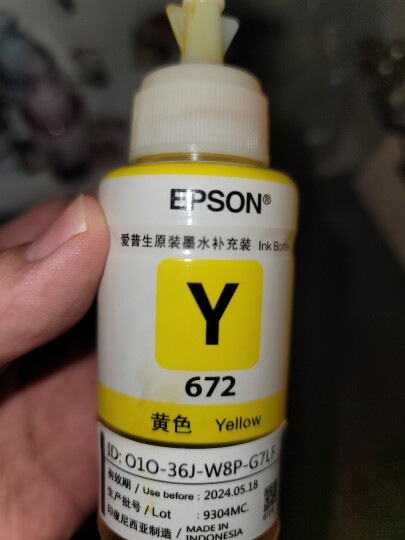 EPSON®
爱普生原装墨水补充装 Ink Bottle
Y
672
黄色 Yellow
ID: 010-36J-W8P-G7LF
有效期 / Use before : 2024.05.18
生产批号 / Lot : 9304MC.
印度尼西亚制造 / MADE IN INDONESIA